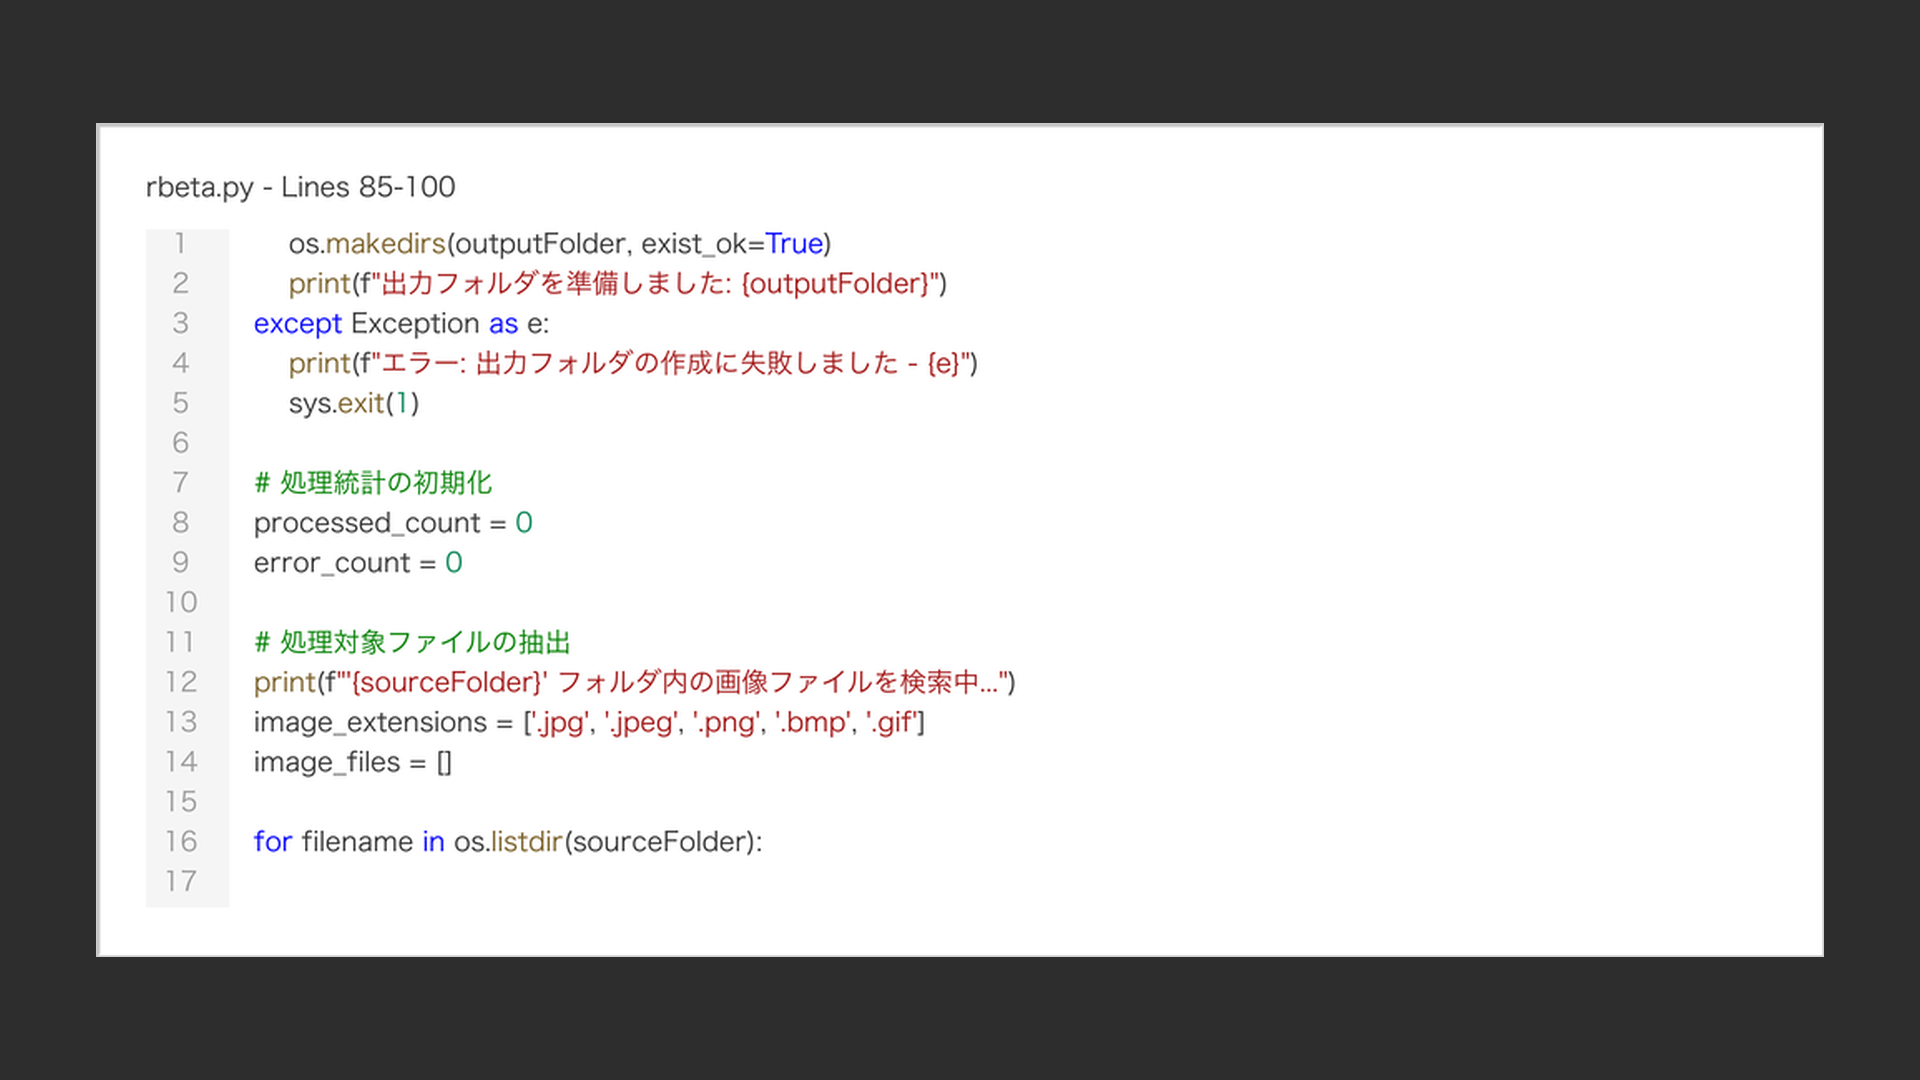 rbeta.py - Lines 85-100
1 os.makedirs(outputFolder, exist_ok=True)
2 print(f"出力フォルダを準備しました: {outputFolder}")
3 except Exception as e:
4 print(f"エラー: 出力フォルダの作成に失敗しました - {e}")
5 sys.exit(1)
6
7 # 処理統計の初期化
8 processed_count = 0
9 error_count = 0
10
11 # 処理対象ファイルの抽出
12 print(f"'{sourceFolder}' フォルダ内の画像ファイルを検索中...")
13 image_extensions = ['.jpg', '.jpeg', '.png', '.bmp', '.gif']
14 image_files = []
15
16 for filename in os.listdir(sourceFolder):
17